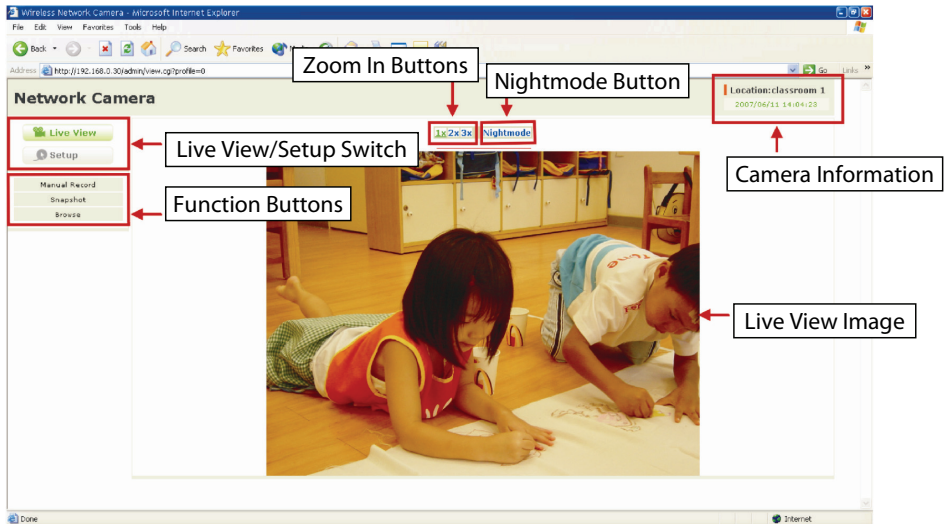 Wireless Network Camera - Microsoft Internet Explorer
File Edit View Favorites Tools Help
Back Search Favorites
Address http://192.168.0.30/admin/view.cgi?profile=0 Go Links »
Zoom In Buttons
Nightmode Button
Network Camera
Location:classroom 1
2007/06/11 14:04:23
1x 2x 3x Nightmode
Live View
Setup
Live View/Setup Switch
Camera Information
Manual Record
Snapshot
Browse
Function Buttons
Live View Image
Done Internet